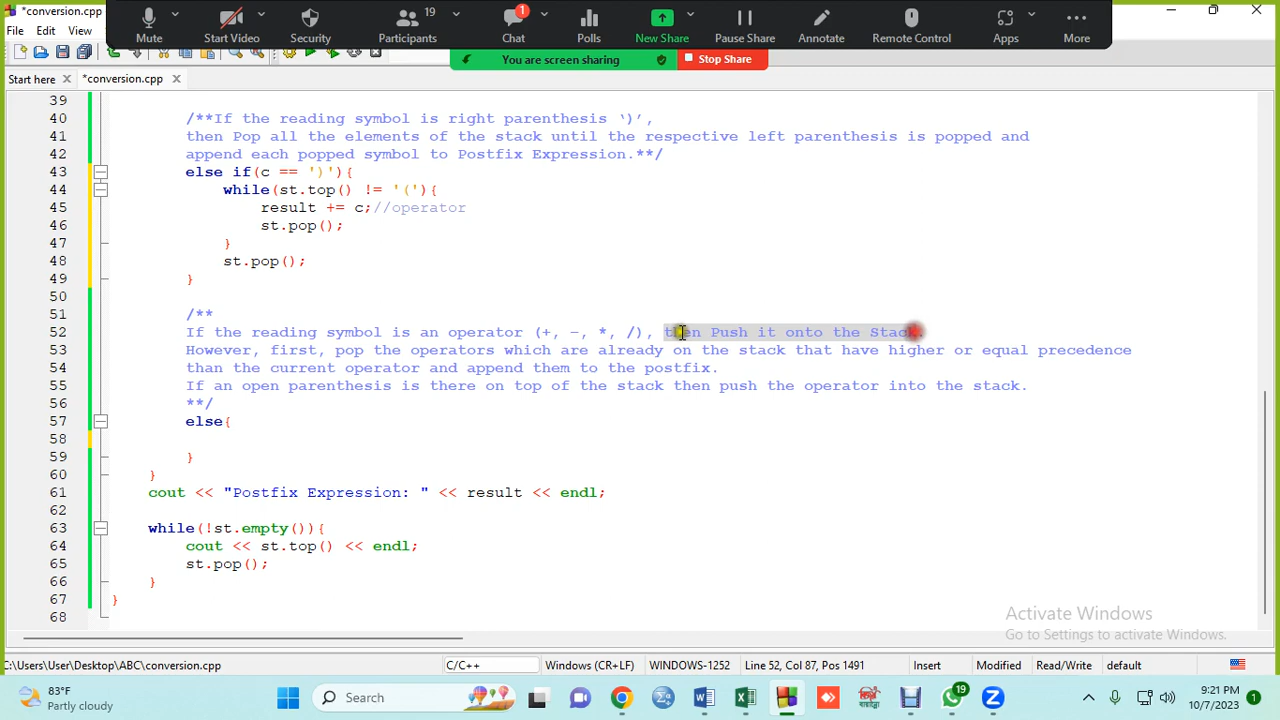 *conversion.cpp
File Edit View
Mute
Start Video
Security
19
Participants
1
Chat
Polls
New Share
Pause Share
Annotate
Remote Control
Apps
More
You are screen sharing
Stop Share
Start here
*conversion.cpp
39
40 /**If the reading symbol is right parenthesis ‘)’,
41 then Pop all the elements of the stack until the respective left parenthesis is popped and
42 append each popped symbol to Postfix Expression.**/
43 else if(c == ')'){
44 while(st.top() != '('){
45 result += c;//operator
46 st.pop();
47 }
48 st.pop();
49 }
50
51 /**
52 If the reading symbol is an operator (+, −, *, /), then Push it onto the Stack.
53 However, first, pop the operators which are already on the stack that have higher or equal precedence
54 than the current operator and append them to the postfix.
55 If an open parenthesis is there on top of the stack then push the operator into the stack.
56 **/
57 else{
58
59 }
60 }
61 cout << "Postfix Expression: " << result << endl;
62
63 while(!st.empty()){
64 cout << st.top() << endl;
65 st.pop();
66 }
67 }
68
Activate Windows
Go to Settings to activate Windows.
C:\Users\User\Desktop\ABC\conversion.cpp
C/C++
Windows (CR+LF)
WINDOWS-1252
Line 52, Col 87, Pos 1491
Insert
Modified
Read/Write
default
83°F
Partly cloudy
Search
19
9:21 PM
10/7/2023
1